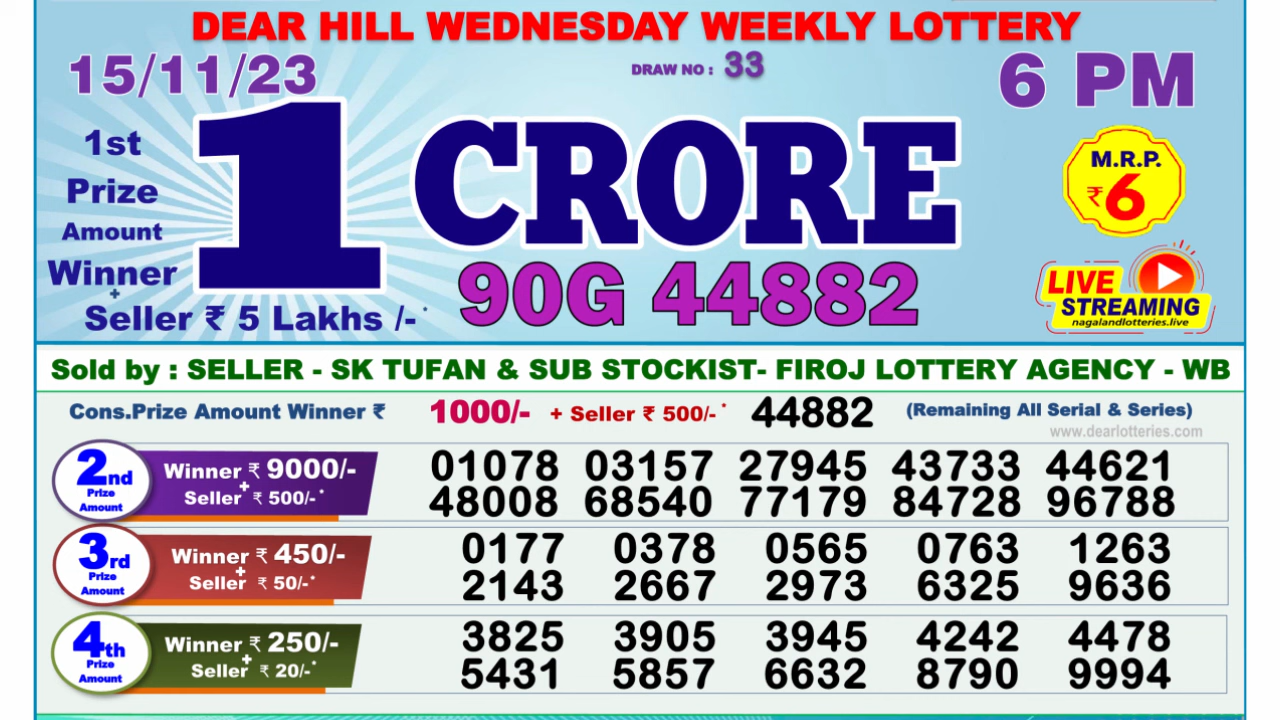 DEAR HILL WEDNESDAY WEEKLY LOTTERY
15/11/23
DRAW NO : 33
6 PM
1st
Prize
Amount
Winner
+
Seller ₹ 5 Lakhs /-*
1 CRORE
90G 44882
M.R.P.
₹6
LIVE
STREAMING
nagalandlotteries.live
Sold by : SELLER - SK TUFAN & SUB STOCKIST- FIROJ LOTTERY AGENCY - WB
Cons.Prize Amount Winner ₹ 1000/- + Seller ₹ 500/-* 44882 (Remaining All Serial & Series)
www.dearlotteries.com
2nd
Prize
Amount
Winner ₹ 9000/-
+
Seller ₹ 500/-*
01078 03157 27945 43733 44621
48008 68540 77179 84728 96788
3rd
Prize
Amount
Winner ₹ 450/-
+
Seller ₹ 50/-*
0177 0378 0565 0763 1263
2143 2667 2973 6325 9636
4th
Prize
Amount
Winner ₹ 250/-
+
Seller ₹ 20/-*
3825 3905 3945 4242 4478
5431 5857 6632 8790 9994